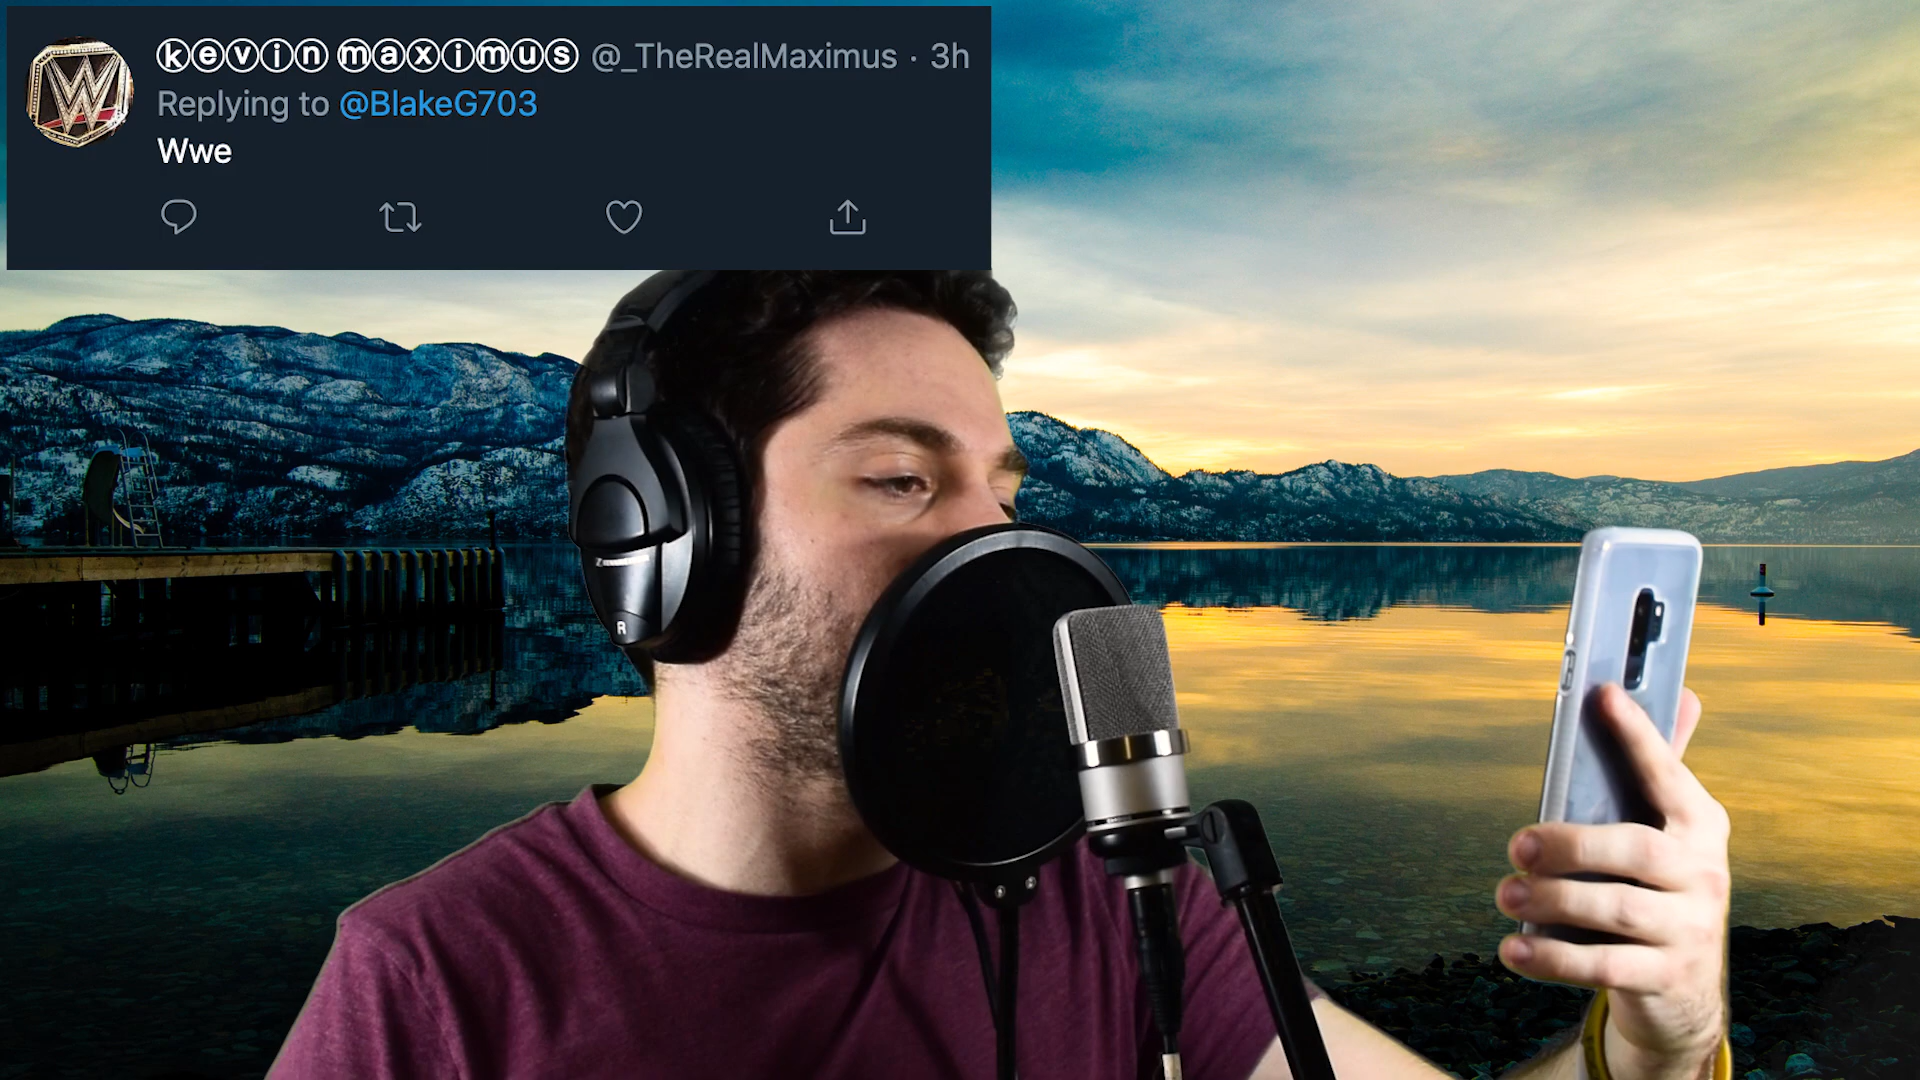 ⓚⓔⓥⓘⓝ ⓜⓐⓧⓘⓜⓤⓢ @_TheRealMaximus · 3h
Replying to @BlakeG703
Wwe
W
R